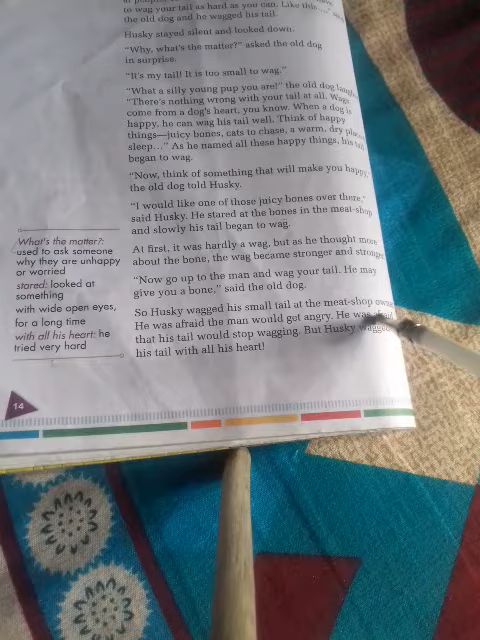 to wag your tail as hard as you can. Like this...."
the old dog and he wagged his tail.
Husky stayed silent and looked down.
"Why, what's the matter?" asked the old dog
in surprise.
"It's my tail! It is too small to wag."
"What a silly young pup you are!" the old dog
"There's nothing wrong with your tail at all. Wags
come from a dog's heart, you know. When a dog is
happy, he can wag his tail well. Think of happy
things—juicy bones, cats to chase, a warm, dry
sleep..." As he named all these happy things, his
began to wag.
"Now, think of something that will make you happy,"
the old dog told Husky.
"I would like one of those juicy bones over there,"
said Husky. He stared at the bones in the meat-shop
and slowly his tail began to wag.
At first, it was hardly a wag, but as he thought more
about the bone, the wag became stronger and
"Now go up to the man and wag your tail. He may
give you a bone," said the old dog.
So Husky wagged his small tail at the meat-shop
He was afraid the man would get angry. He was
that his tail would stop wagging. But Husky wagged
his tail with all his heart!
What's the matter?:
used to ask someone
why they are unhappy
or worried
stared: looked at
something
with wide open eyes,
for a long time
with all his heart: he
tried very hard
14